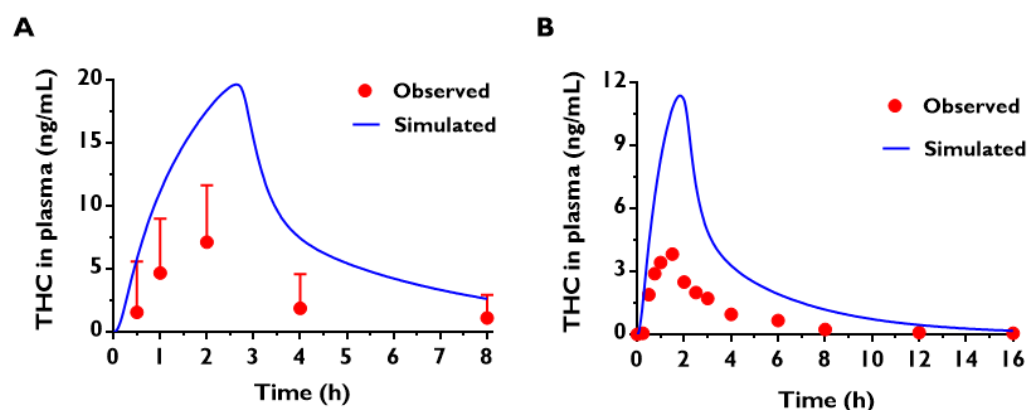 A
THC in plasma (ng/mL)
20
15
10
5
0
0 1 2 3 4 5 6 7 8
Time (h)
Observed
Simulated
B
THC in plasma (ng/mL)
12
9
6
3
0
0 2 4 6 8 10 12 14 16
Time (h)
Observed
Simulated